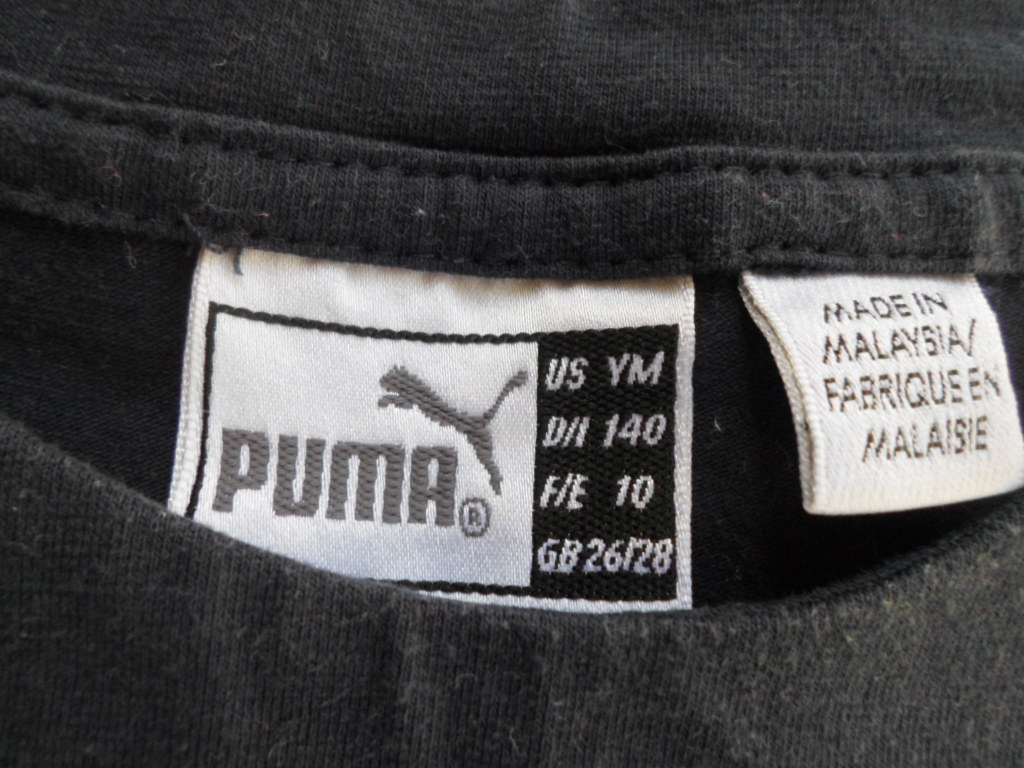 PUMA®
US YM
D/I 140
F/E 10
GB 26/28
MADE IN
MALAYSIA/
FABRIQUE EN
MALAISIE